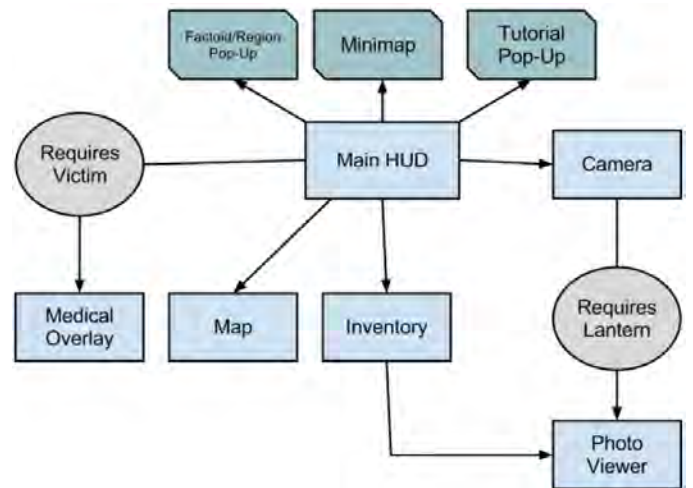 Factoid/Region
Pop-Up
Minimap
Tutorial
Pop-Up
Requires
Victim
Main HUD
Camera
Medical
Overlay
Map
Inventory
Requires
Lantern
Photo
Viewer